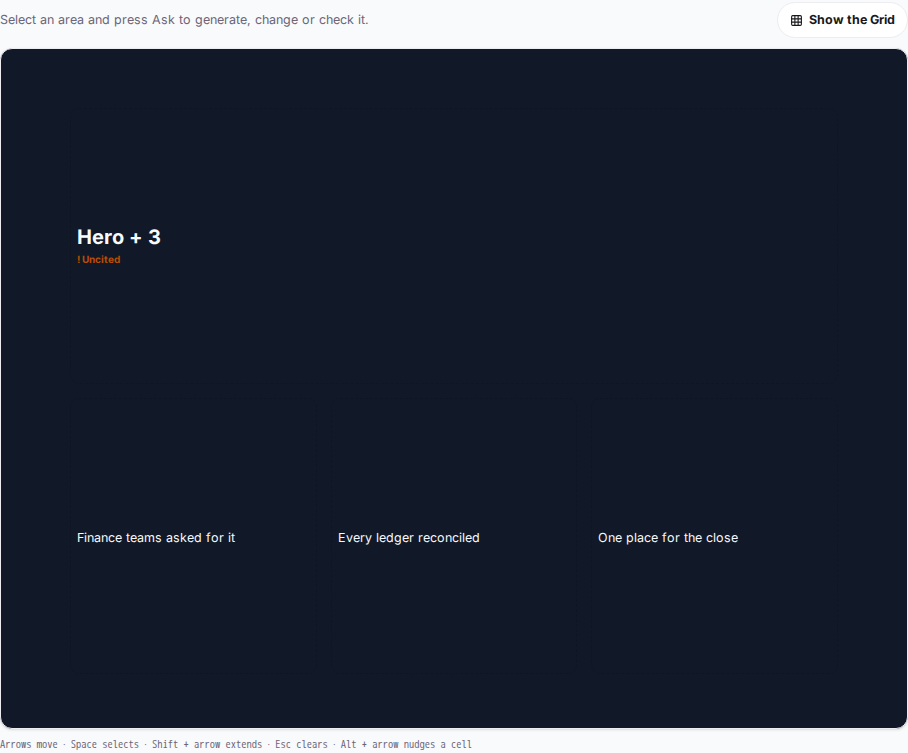 Select an area and press Ask to generate, change or check it.
Show the Grid
Hero + 3
! Uncited
Finance teams asked for it
Every ledger reconciled
One place for the close
Arrows move · Space selects · Shift + arrow extends · Esc clears · Alt + arrow nudges a cell